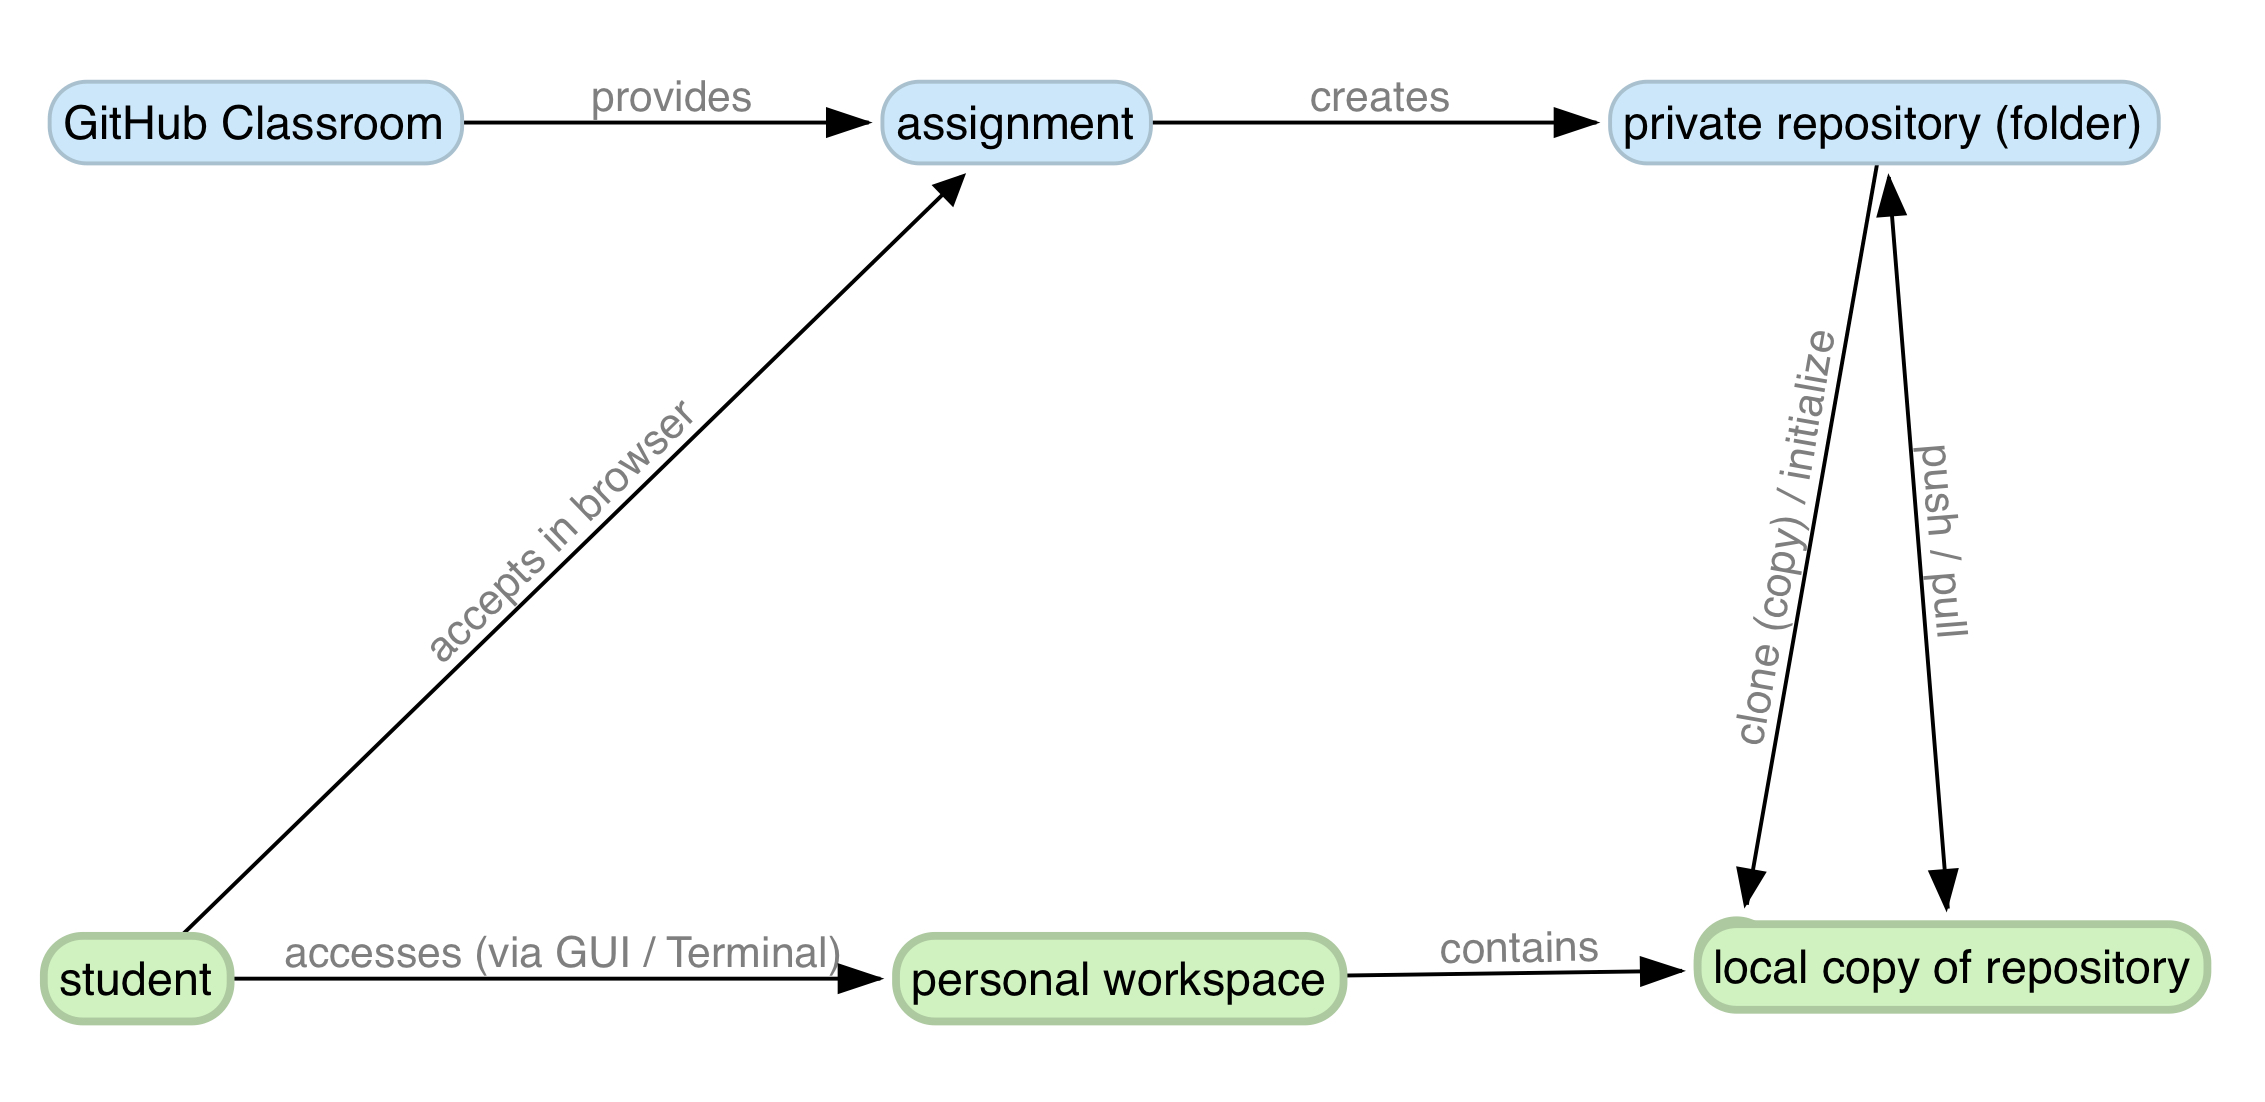 provides
creates
GitHub Classroom
assignment
private repository (folder)
accepts in browser
clone (copy) / initialize
push / pull
accesses (via GUI / Terminal)
contains
student
personal workspace
local copy of repository